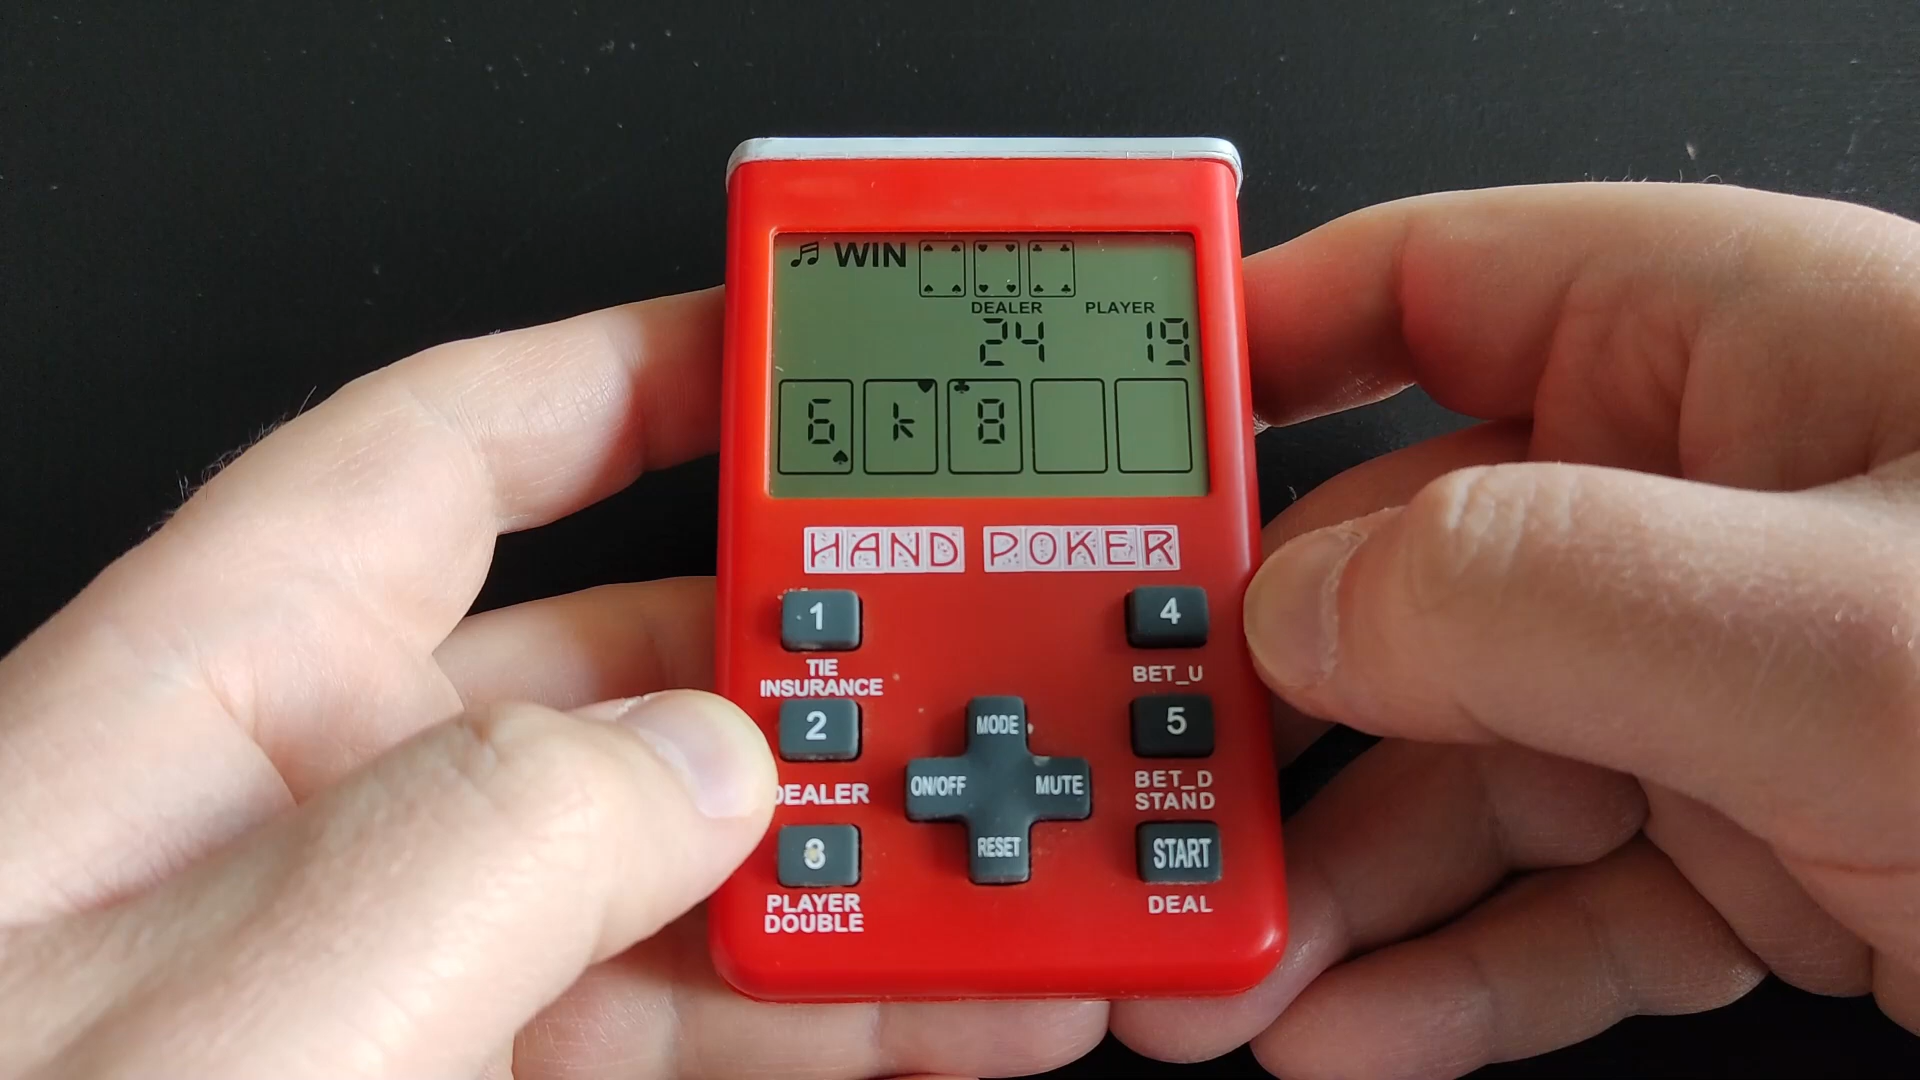 WIN
DEALER PLAYER
24 19
6 k 8
HAND POKER
1
4
TIE
INSURANCE
BET_U
2
MODE
5
ON/OFF
MUTE
DEALER
BET_D
STAND
8
RESET
START
PLAYER
DOUBLE
DEAL